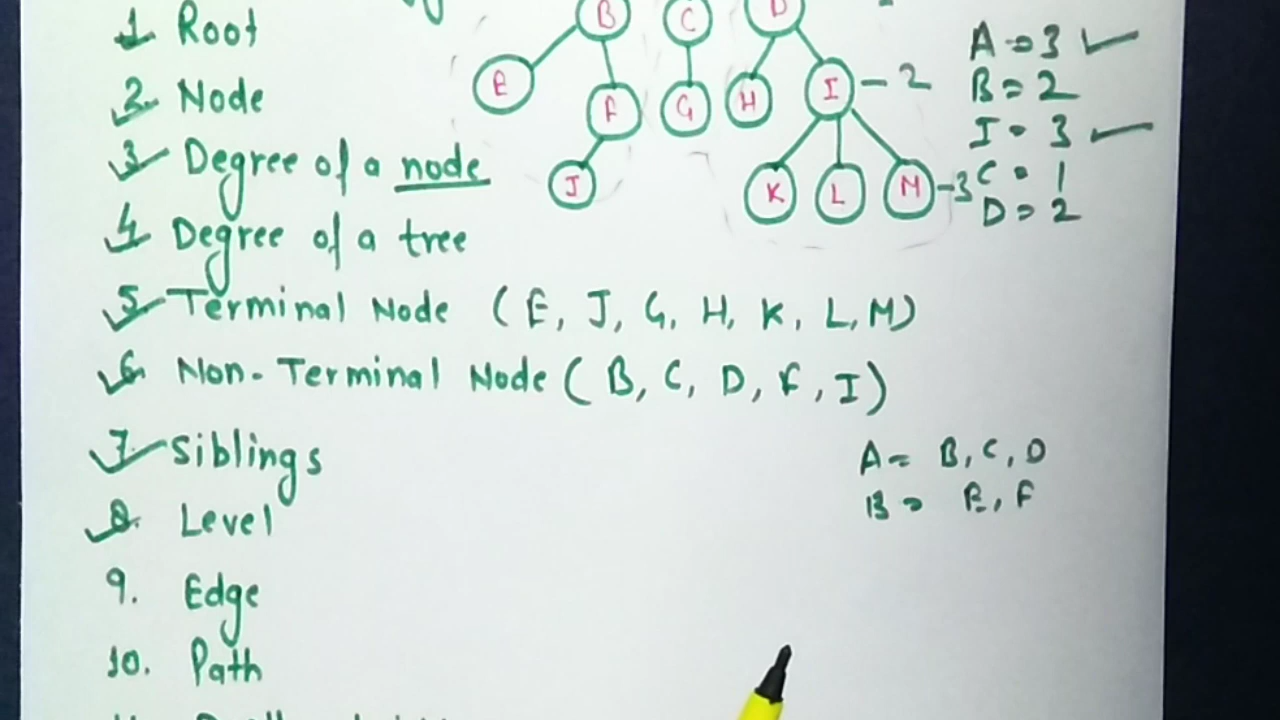 1. Root
2. Node
3. Degree of a node
4. Degree of a tree
5. Terminal Node (E, J, G, H, K, L, M)
6. Non-Terminal Node (B, C, D, F, I)
7. Siblings
8. Level
9. Edge
10. Path
B C D
E F G H I - 2
J K L M - 3
A = 3
B = 2
I = 3
C = 1
D = 2
A = B, C, D
B = E, F